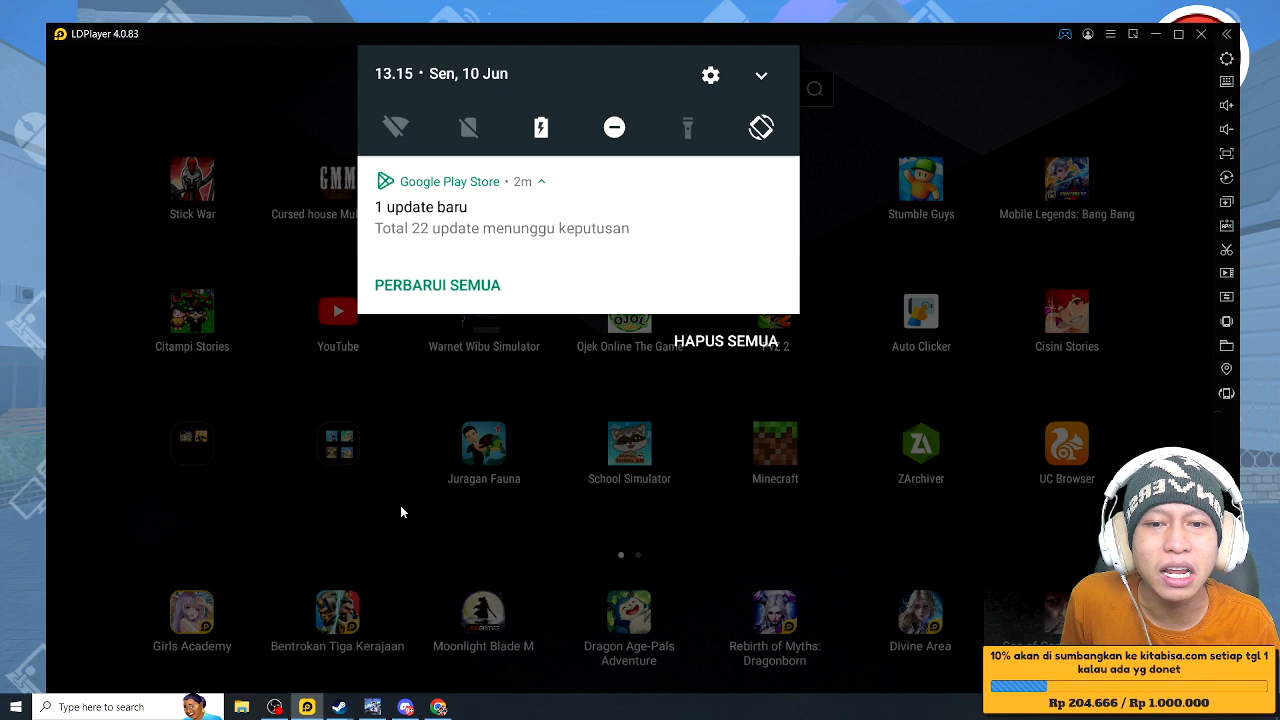 LDPlayer 4.0.83
13.15 • Sen, 10 Jun
Google Play Store • 2m
1 update baru
Total 22 update menunggu keputusan
PERBARUI SEMUA
HAPUS SEMUA
Stick War
Cursed house Mul
Stumble Guys
Mobile Legends: Bang Bang
Citampi Stories
YouTube
Warnet Wibu Simulator
Ojek Online The Game
PVZ 2
Auto Clicker
Cisini Stories
Juragan Fauna
School Simulator
Minecraft
ZArchiver
UC Browser
Girls Academy
Bentrokan Tiga Kerajaan
Moonlight Blade M
Dragon Age-Pals
Adventure
Rebirth of Myths:
Dragonborn
Divine Area
10% akan di sumbangkan ke kitabisa.com setiap tgl 1
kalau ada yg donet
Rp 204.666 / Rp 1.000.000
Type here to search